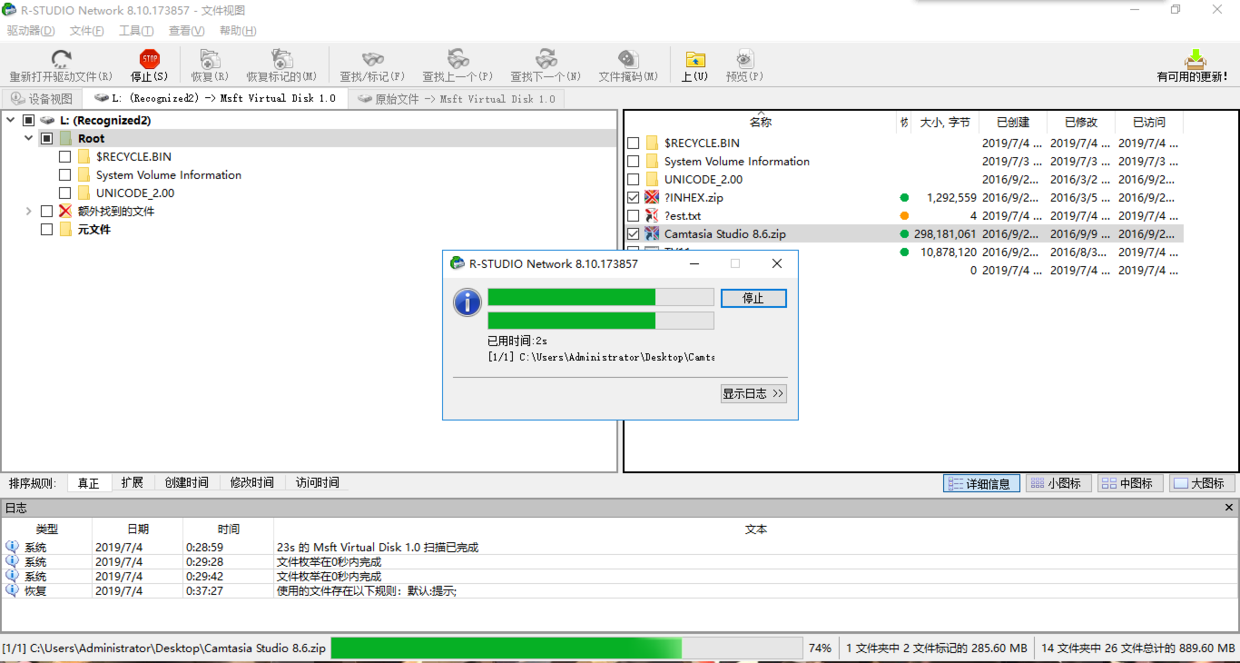 R-STUDIO Network 8.10.173857 - 文件视图
驱动器(D) 文件(F) 工具(T) 查看(V) 帮助(H)
重新打开驱动文件(R) 停止(S) 恢复(R) 恢复标记的(M) 查找/标记(F) 查找上一个(P) 查找下一个(N) 文件掩码(M) 上(U) 预览(P) 有可用的更新!
STOP
设备视图 L: (Recognized2) -> Msft Virtual Disk 1.0 原始文件 -> Msft Virtual Disk 1.0
L: (Recognized2)
Root
$RECYCLE.BIN
System Volume Information
UNICODE_2.00
额外找到的文件
元文件
名称 大小, 字节 已创建 已修改 已访问
$RECYCLE.BIN 2019/7/4 ... 2019/7/4 ... 2019/7/4 ...
System Volume Information 2019/7/3 ... 2019/7/3 ... 2019/7/3 ...
UNICODE_2.00 2016/9/2... 2016/3/2 ... 2016/9/2...
?INHEX.zip 1,292,559 2016/9/2... 2016/3/5 ... 2016/9/2...
?est.txt 4 2019/7/4 ... 2019/7/4 ... 2019/7/4 ...
Camtasia Studio 8.6.zip 298,181,061 2016/9/2... 2016/9/9 ... 2016/9/2...
10,878,120 2016/9/2... 2016/8/3... 2019/7/4 ...
0 2019/7/4 ... 2019/7/4 ... 2019/7/4 ...
R-STUDIO Network 8.10.173857
停止
已用时间:2s
[1/1] C:\Users\Administrator\Desktop\Camta
显示日志 >>
排序规则: 真正 扩展 创建时间 修改时间 访问时间
详细信息 小图标 中图标 大图标
日志
类型 日期 时间 文本
系统 2019/7/4 0:28:59 23s 的 Msft Virtual Disk 1.0 扫描已完成
系统 2019/7/4 0:29:28 文件枚举在0秒内完成
系统 2019/7/4 0:29:42 文件枚举在0秒内完成
恢复 2019/7/4 0:37:27 使用的文件存在以下规则: 默认:提示;
[1/1] C:\Users\Administrator\Desktop\Camtasia Studio 8.6.zip 74% 1 文件夹中 2 文件标记的 285.60 MB 14 文件夹中 26 文件总计的 889.60 MB